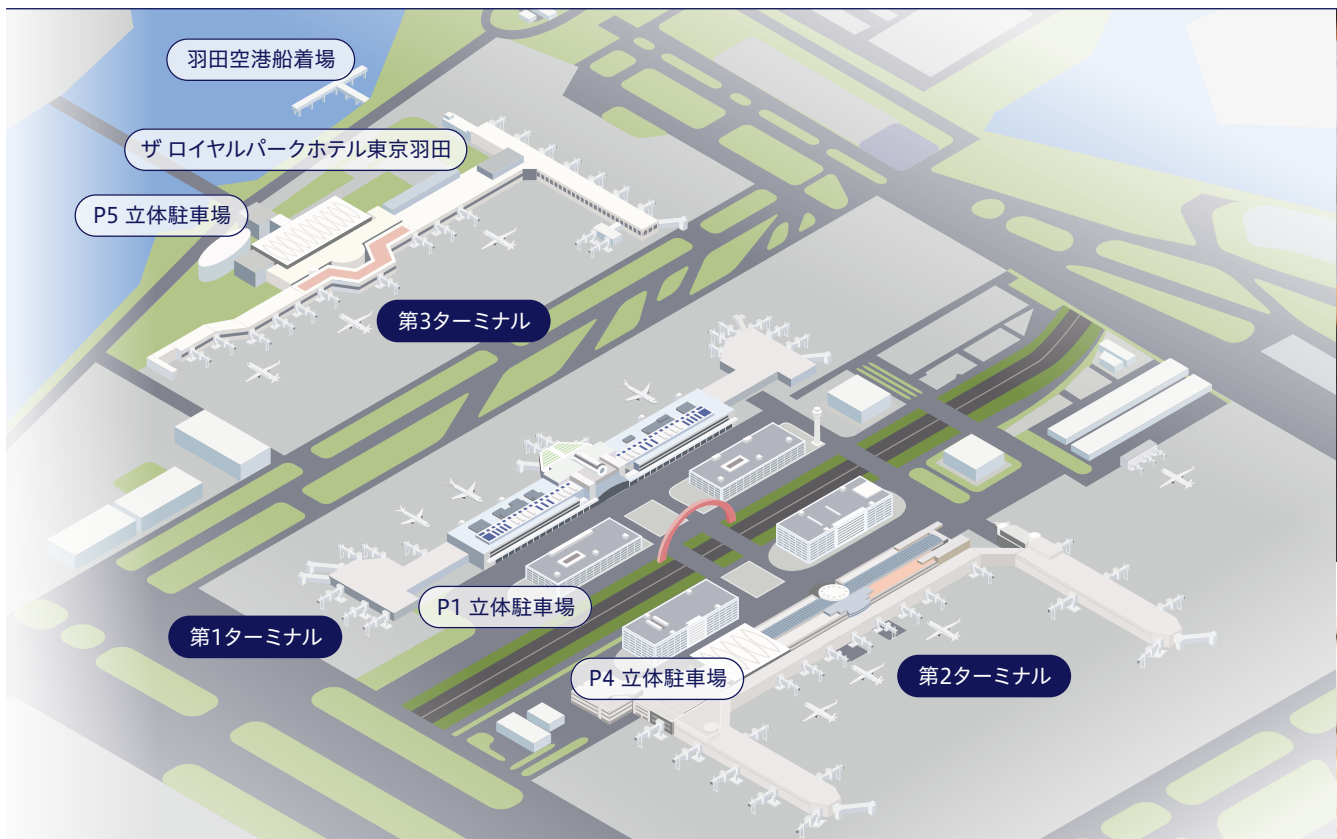 羽田空港船着場
ザ ロイヤルパークホテル東京羽田
P5 立体駐車場
第3ターミナル
P1 立体駐車場
第1ターミナル
P4 立体駐車場
第2ターミナル